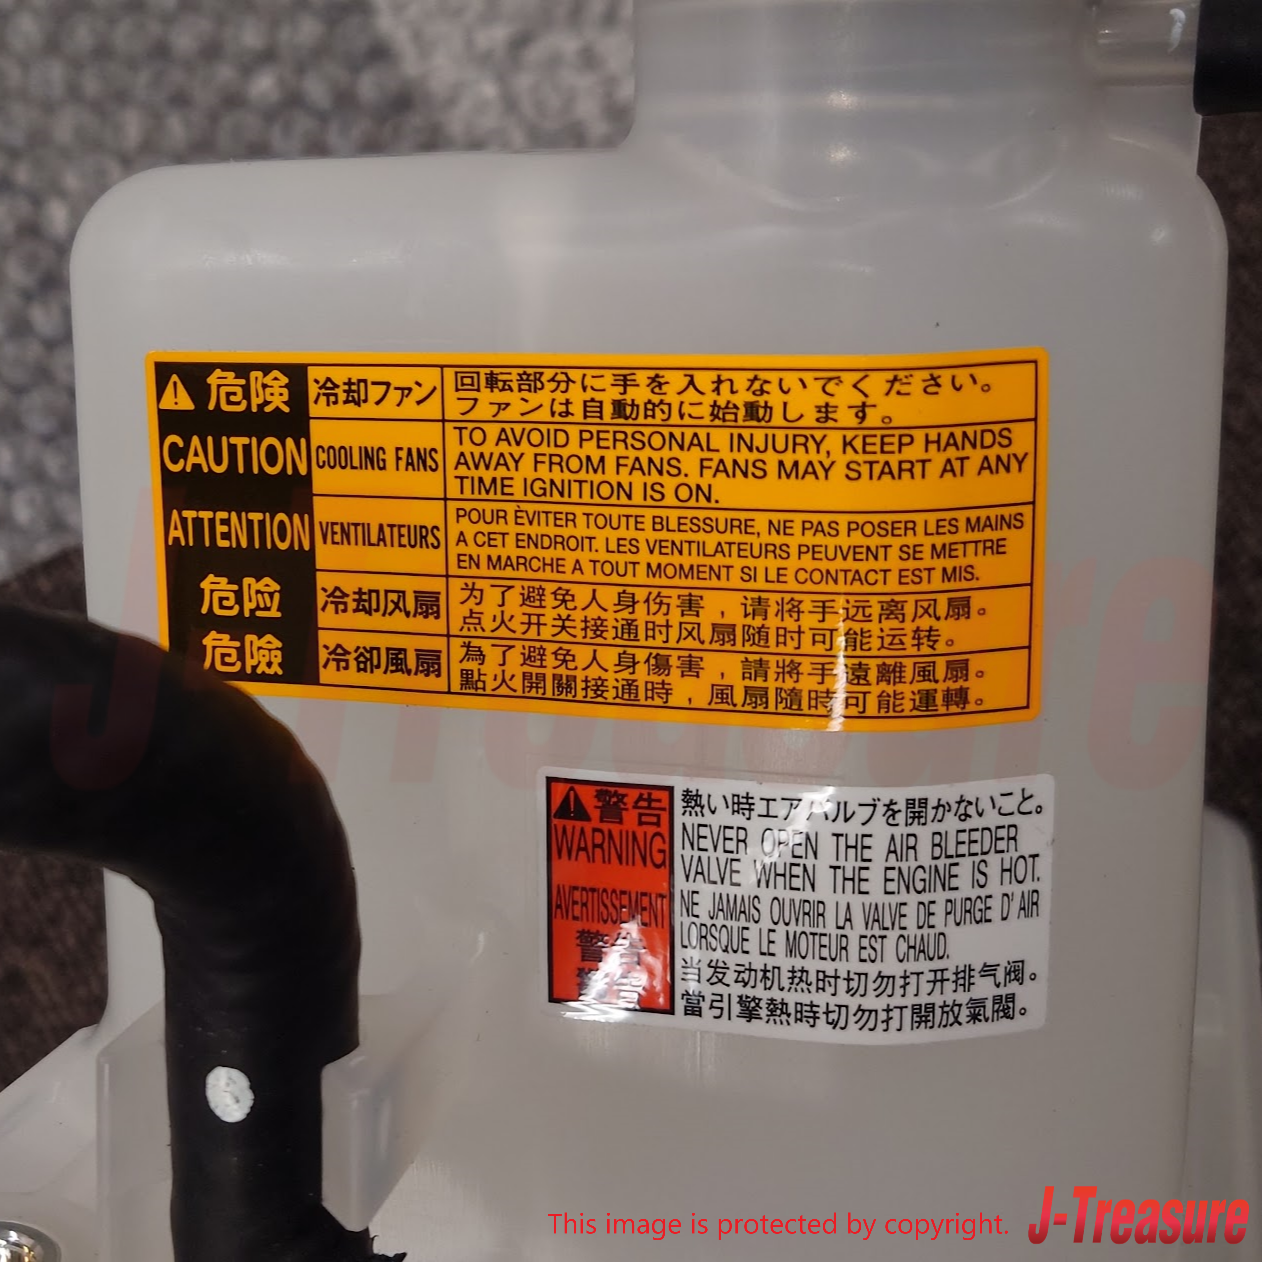 危険 冷却ファン 回転部分に手を入れないでください。
ファンは自動的に始動します。
CAUTION COOLING FANS TO AVOID PERSONAL INJURY, KEEP HANDS
AWAY FROM FANS. FANS MAY START AT ANY
TIME IGNITION IS ON.
ATTENTION VENTILATEURS POUR ÈVITER TOUTE BLESSURE, NE PAS POSER LES MAINS
A CET ENDROIT. LES VENTILATEURS PEUVENT SE METTRE
EN MARCHE A TOUT MOMENT SI LE CONTACT EST MIS.
危险 冷却风扇 为了避免人身伤害，请将手远离风扇。
点火开关接通时风扇随时可能运转。
危險 冷卻風扇 為了避免人身傷害，請將手遠離風扇。
點火開關接通時，風扇隨時可能運轉。
警告 熱い時エアバルブを開かないこと。
WARNING NEVER OPEN THE AIR BLEEDER
VALVE WHEN THE ENGINE IS HOT.
AVERTISSEMENT NE JAMAIS OUVRIR LA VALVE DE PURGE D'AIR
LORSQUE LE MOTEUR EST CHAUD.
警告 当发动机热时切勿打开排气阀。
當引擎熱時切勿打開放氣閥。
This image is protected by copyright. J-Treasure
J-Treasure